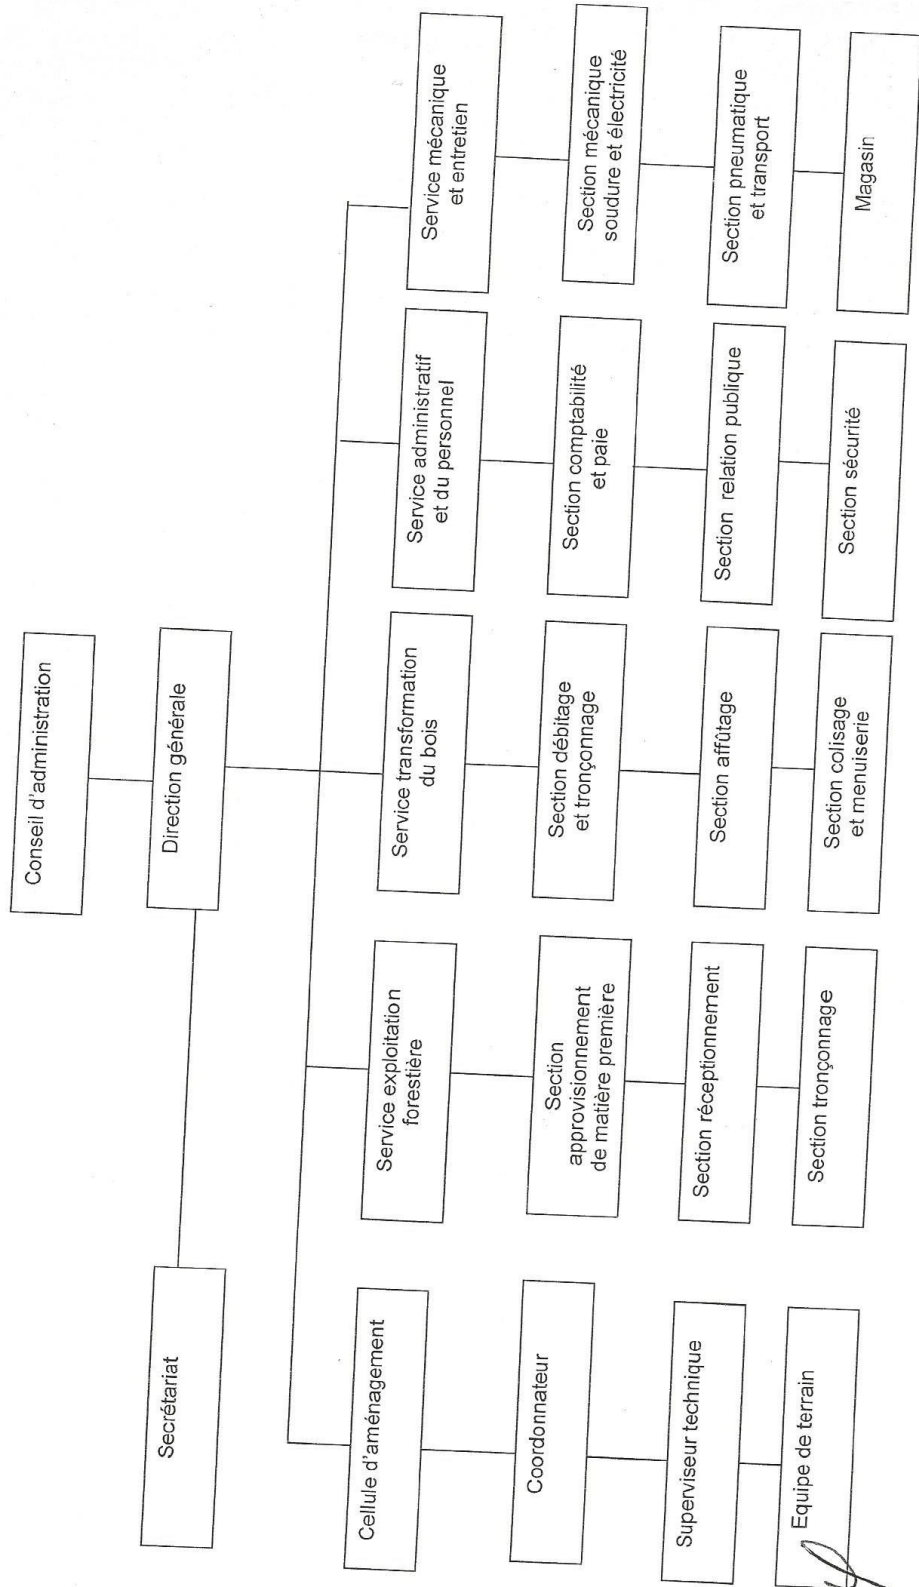 Conseil d'administration
Direction générale
Secrétariat
Cellule d'aménagement
Coordonnateur
Superviseur technique
Equipe de terrain
Service exploitation
forestière
Section
approvisionnement
de matière première
Section réceptionnement
Section tronçonnage
Service transformation
du bois
Section débitage
et tronçonnage
Section affûtage
Section colisage
et menuiserie
Service administratif
et du personnel
Section comptabilité
et paie
Section relation publique
Section sécurité
Service mécanique
et entretien
Section mécanique
soudure et électricité
Section pneumatique
et transport
Magasin